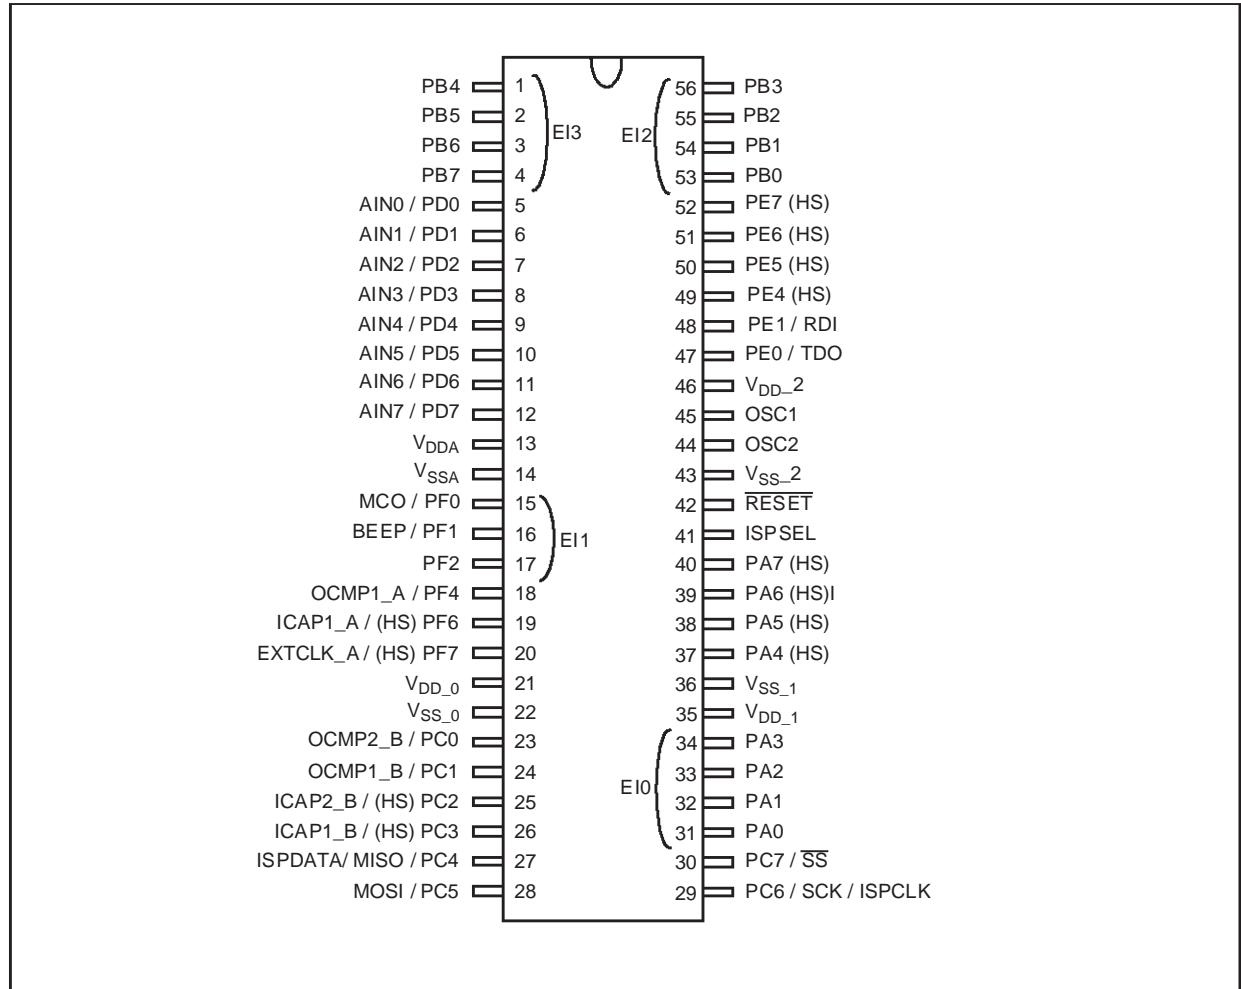 PB4 1 56 PB3
PB5 2 55 PB2
EI3 EI2
PB6 3 54 PB1
PB7 4 53 PB0
AIN0 / PD0 5 52 PE7 (HS)
AIN1 / PD1 6 51 PE6 (HS)
AIN2 / PD2 7 50 PE5 (HS)
AIN3 / PD3 8 49 PE4 (HS)
AIN4 / PD4 9 48 PE1 / RDI
AIN5 / PD5 10 47 PE0 / TDO
AIN6 / PD6 11 46 VDD_2
AIN7 / PD7 12 45 OSC1
VDDA 13 44 OSC2
VSSA 14 43 VSS_2
MCO / PF0 15 42 RESET
BEEP / PF1 16 41 ISPSEL
EI1
PF2 17 40 PA7 (HS)
OCMP1_A / PF4 18 39 PA6 (HS)I
ICAP1_A / (HS) PF6 19 38 PA5 (HS)
EXTCLK_A / (HS) PF7 20 37 PA4 (HS)
VDD_0 21 36 VSS_1
VSS_0 22 35 VDD_1
OCMP2_B / PC0 23 34 PA3
OCMP1_B / PC1 24 33 PA2
EI0
ICAP2_B / (HS) PC2 25 32 PA1
ICAP1_B / (HS) PC3 26 31 PA0
ISPDATA/ MISO / PC4 27 30 PC7 / SS
MOSI / PC5 28 29 PC6 / SCK / ISPCLK